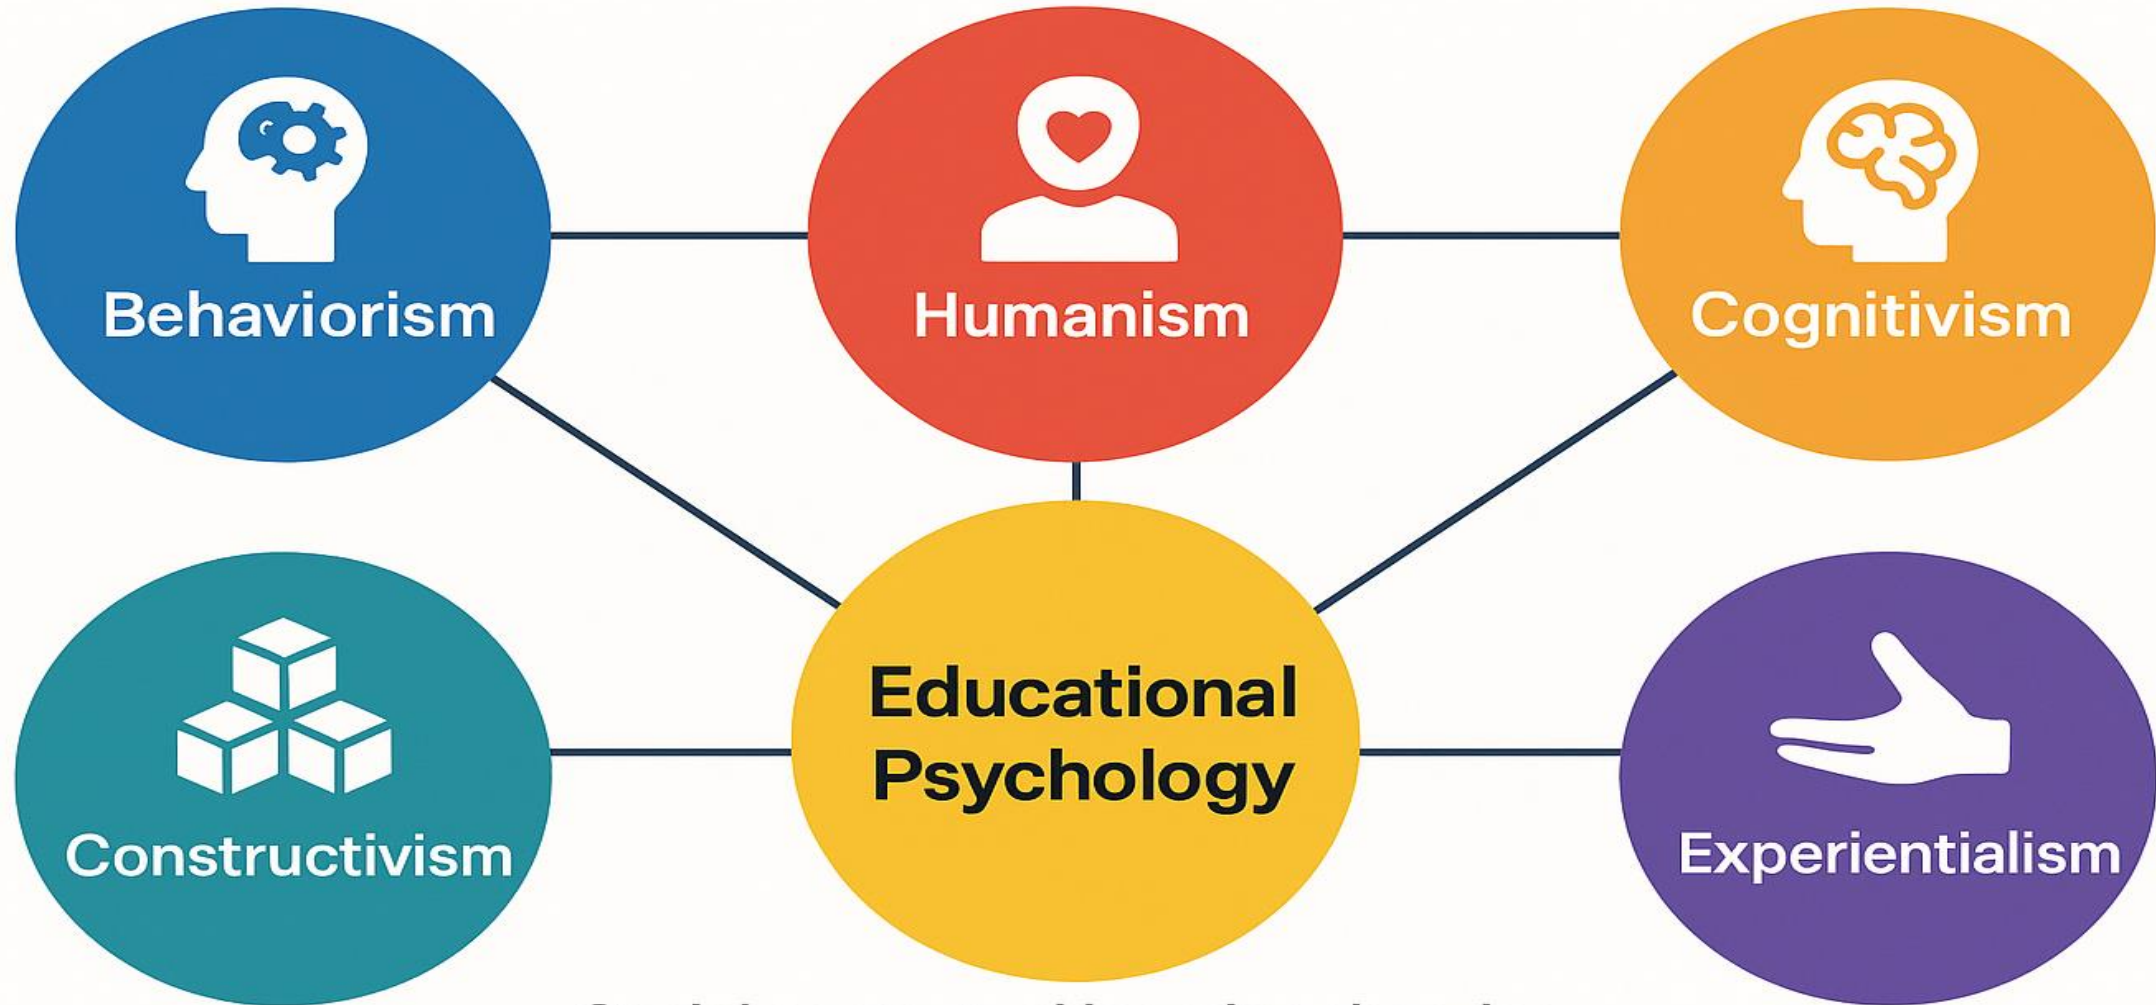 Behaviorism
Humanism
Cognitivism
Educational
Psychology
Constructivism
Experientialism